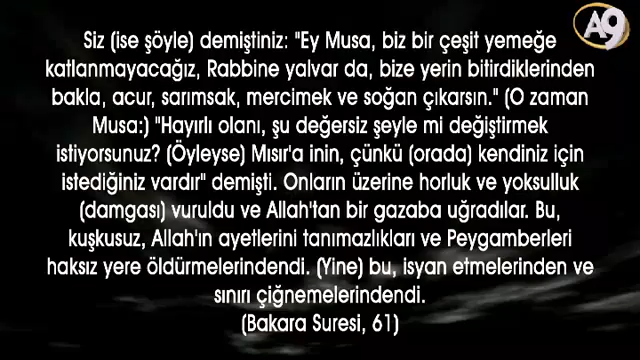 A9
Siz (ise şöyle) demiştiniz: "Ey Musa, biz bir çeşit yemeğe
katlanmayacağız, Rabbine yalvar da, bize yerin bitirdiklerinden
bakla, acur, sarımsak, mercimek ve soğan çıkarsın." (O zaman
Musa:) "Hayırlı olanı, şu değersiz şeyle mi değiştirmek
istiyorsunuz? (Öyleyse) Mısır'a inin, çünkü (orada) kendiniz için
istediğiniz vardır" demişti. Onların üzerine horluk ve yoksulluk
(damgası) vuruldu ve Allah'tan bir gazaba uğradılar. Bu,
kuşkusuz, Allah'ın ayetlerini tanımazlıkları ve Peygamberleri
haksız yere öldürmelerindendi. (Yine) bu, isyan etmelerinden ve
sınırı çiğnemelerindendi.
(Bakara Suresi, 61)